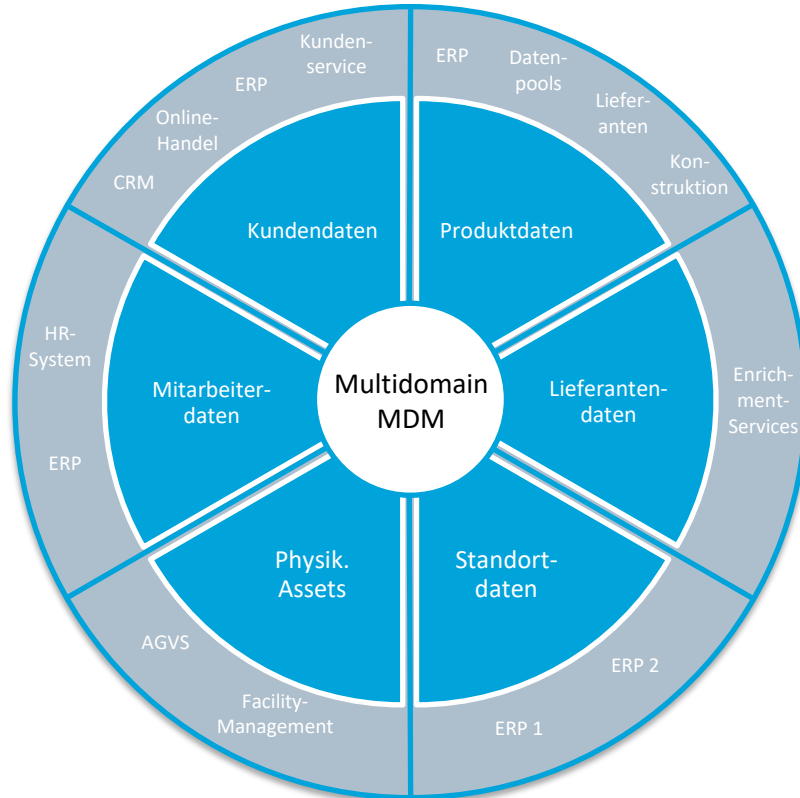 Kunden-
service
ERP
Online-
Handel
CRM
ERP
Daten-
pools
Liefer-
anten
Kon-
struktion
Kundendaten
Produktdaten
HR-
System
ERP
Mitarbeiter-
daten
Multidomain
MDM
Lieferanten-
daten
Enrich-
ment-
Services
Physik.
Assets
Standort-
daten
AGVS
Facility-
Management
ERP 2
ERP 1